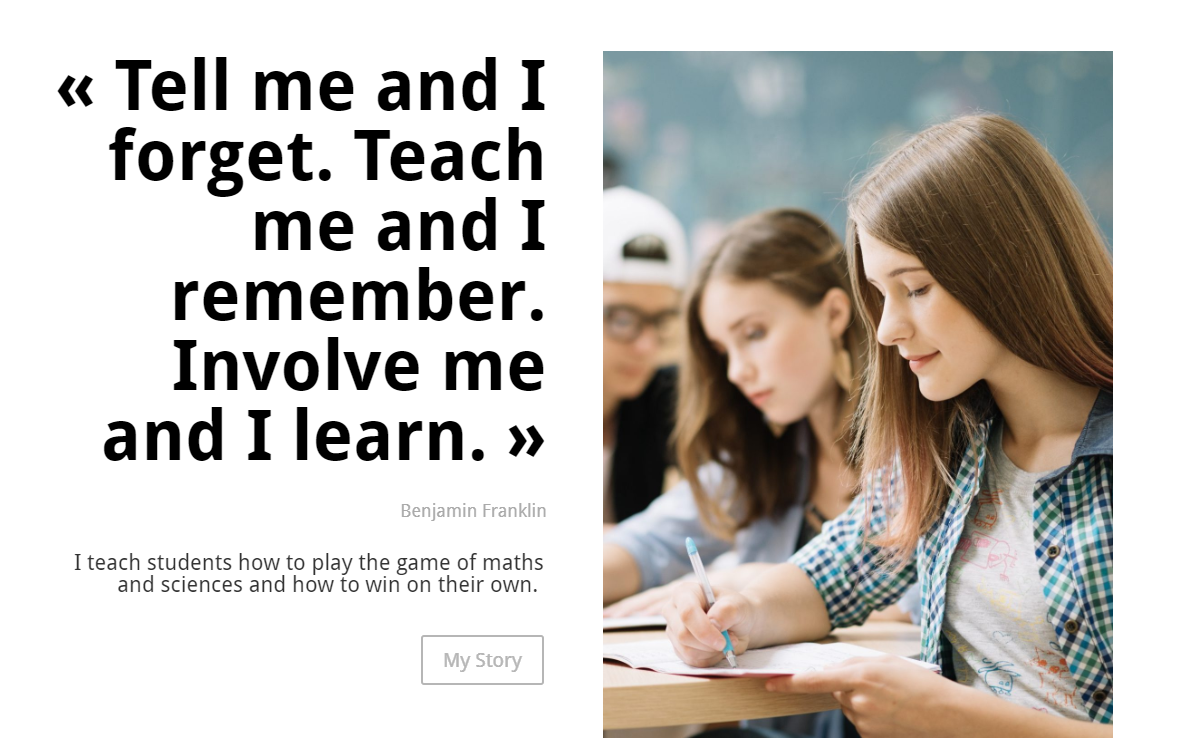 « Tell me and I
forget. Teach
me and I
remember.
Involve me
and I learn. »
Benjamin Franklin
I teach students how to play the game of maths
and sciences and how to win on their own.
My Story